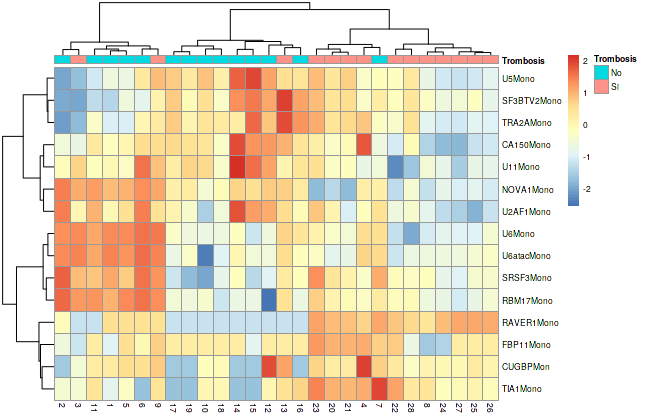 Trombosis
Trombosis
No
SI
2
1
0
-1
-2
U5Mono
SF3BTV2Mono
TRA2AMono
CA150Mono
U11Mono
NOVA1Mono
U2AF1Mono
U6Mono
U6atacMono
SRSF3Mono
RBM17Mono
RAVER1Mono
FBP11Mono
CUGBPMon
TIA1Mono
2 3 11 1 5 6 9 17 19 10 18 14 15 12 13 16 23 20 21 4 7 22 28 8 24 27 25 26